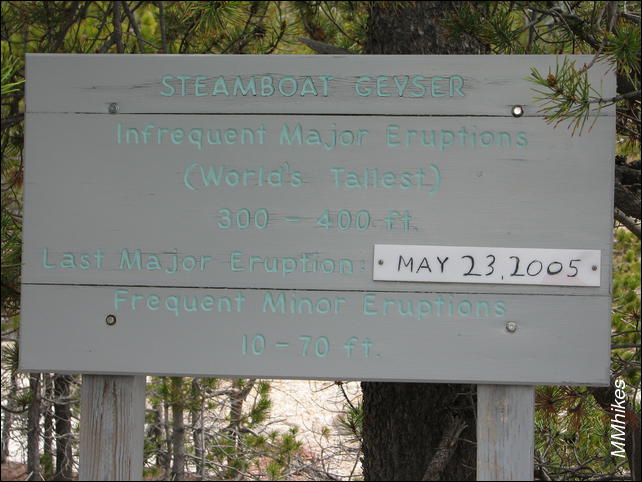 STEAMBOAT GEYSER
Infrequent Major Eruptions
(World's Tallest)
300 - 400 ft.
Last Major Eruption: MAY 23, 2005
Frequent Minor Eruptions
10 - 70 ft.
MMhikes